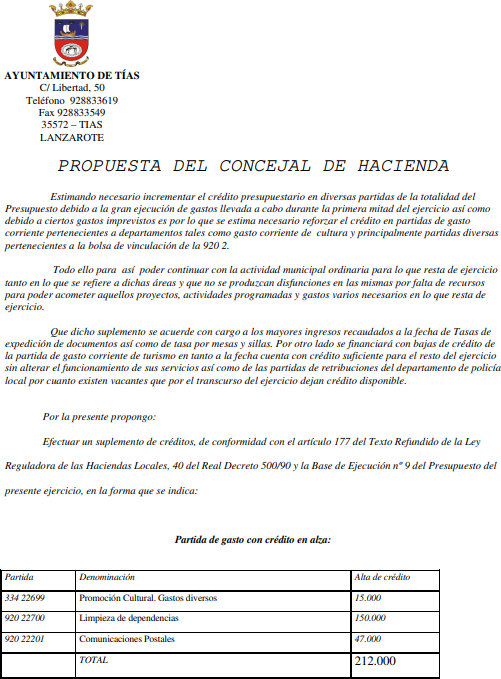 AYUNTAMIENTO DE TÍAS
C/ Libertad, 50
Teléfono 928833619
Fax 928833549
35572 – TIAS
LANZAROTE
PROPUESTA DEL CONCEJAL DE HACIENDA
Estimando necesario incrementar el crédito presupuestario en diversas partidas de la totalidad del
Presupuesto debido a la gran ejecución de gastos llevada a cabo durante la primera mitad del ejercicio así como
debido a ciertos gastos imprevistos es por lo que se estima necesario reforzar el crédito en partidas de gasto
corriente pertenecientes a departamentos tales como gasto corriente de cultura y principalmente partidas diversas
pertenecientes a la bolsa de vinculación de la 920 2.
Todo ello para así poder continuar con la actividad municipal ordinaria para lo que resta de ejercicio
tanto en lo que se refiere a dichas áreas y que no se produzcan disfunciones en las mismas por falta de recursos
para poder acometer aquellos proyectos, actividades programadas y gastos varios necesarios en lo que resta de
ejercicio.
Que dicho suplemento se acuerde con cargo a los mayores ingresos recaudados a la fecha de Tasas de
expedición de documentos así como de tasa por mesas y sillas. Por otro lado se financiará con bajas de crédito de
la partida de gasto corriente de turismo en tanto a la fecha cuenta con crédito suficiente para el resto del ejercicio
sin alterar el funcionamiento de sus servicios así como de las partidas de retribuciones del departamento de policía
local por cuanto existen vacantes que por el transcurso del ejercicio dejan crédito disponible.
Por la presente propongo:
Efectuar un suplemento de créditos, de conformidad con el artículo 177 del Texto Refundido de la Ley
Reguladora de las Haciendas Locales, 40 del Real Decreto 500/90 y la Base de Ejecución nº 9 del Presupuesto del
presente ejercicio, en la forma que se indica:
Partida de gasto con crédito en alza:
Partida Denominación Alta de crédito
334 22699 Promoción Cultural. Gastos diversos 15.000
920 22700 Limpieza de dependencias 150.000
920 22201 Comunicaciones Postales 47.000
TOTAL 212.000